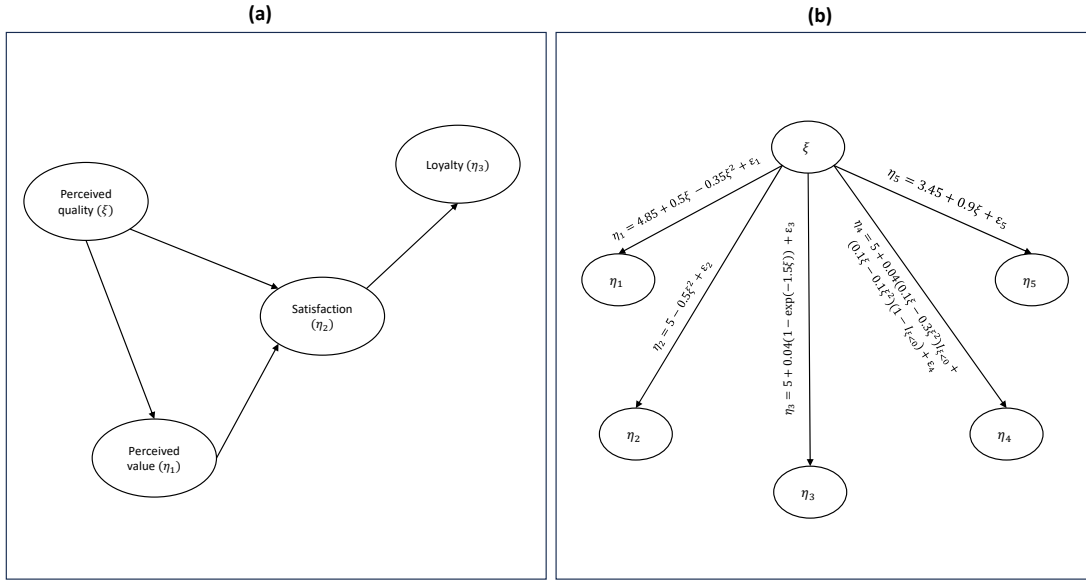 (a)
Perceived
quality (ξ)
Loyalty (η₃)
Satisfaction
(η₂)
Perceived
value (η₁)
(b)
ξ
η₁ = 4.85 + 0.5ξ − 0.35ξ² + ε₁
η₂ = 5 − 0.5ξ² + ε₂
η₃ = 5 + 0.04(1 − exp(−1.5ξ)) + ε₃
η₄ = 5 + 0.04(0.1ξ − 0.3ξ²)I_{ξ<0} +
(0.1ξ − 0.1ξ²)(1 − I_{ξ<0}) + ε₄
η₅ = 3.45 + 0.9ξ + ε₅
η₁
η₅
η₂
η₄
η₃